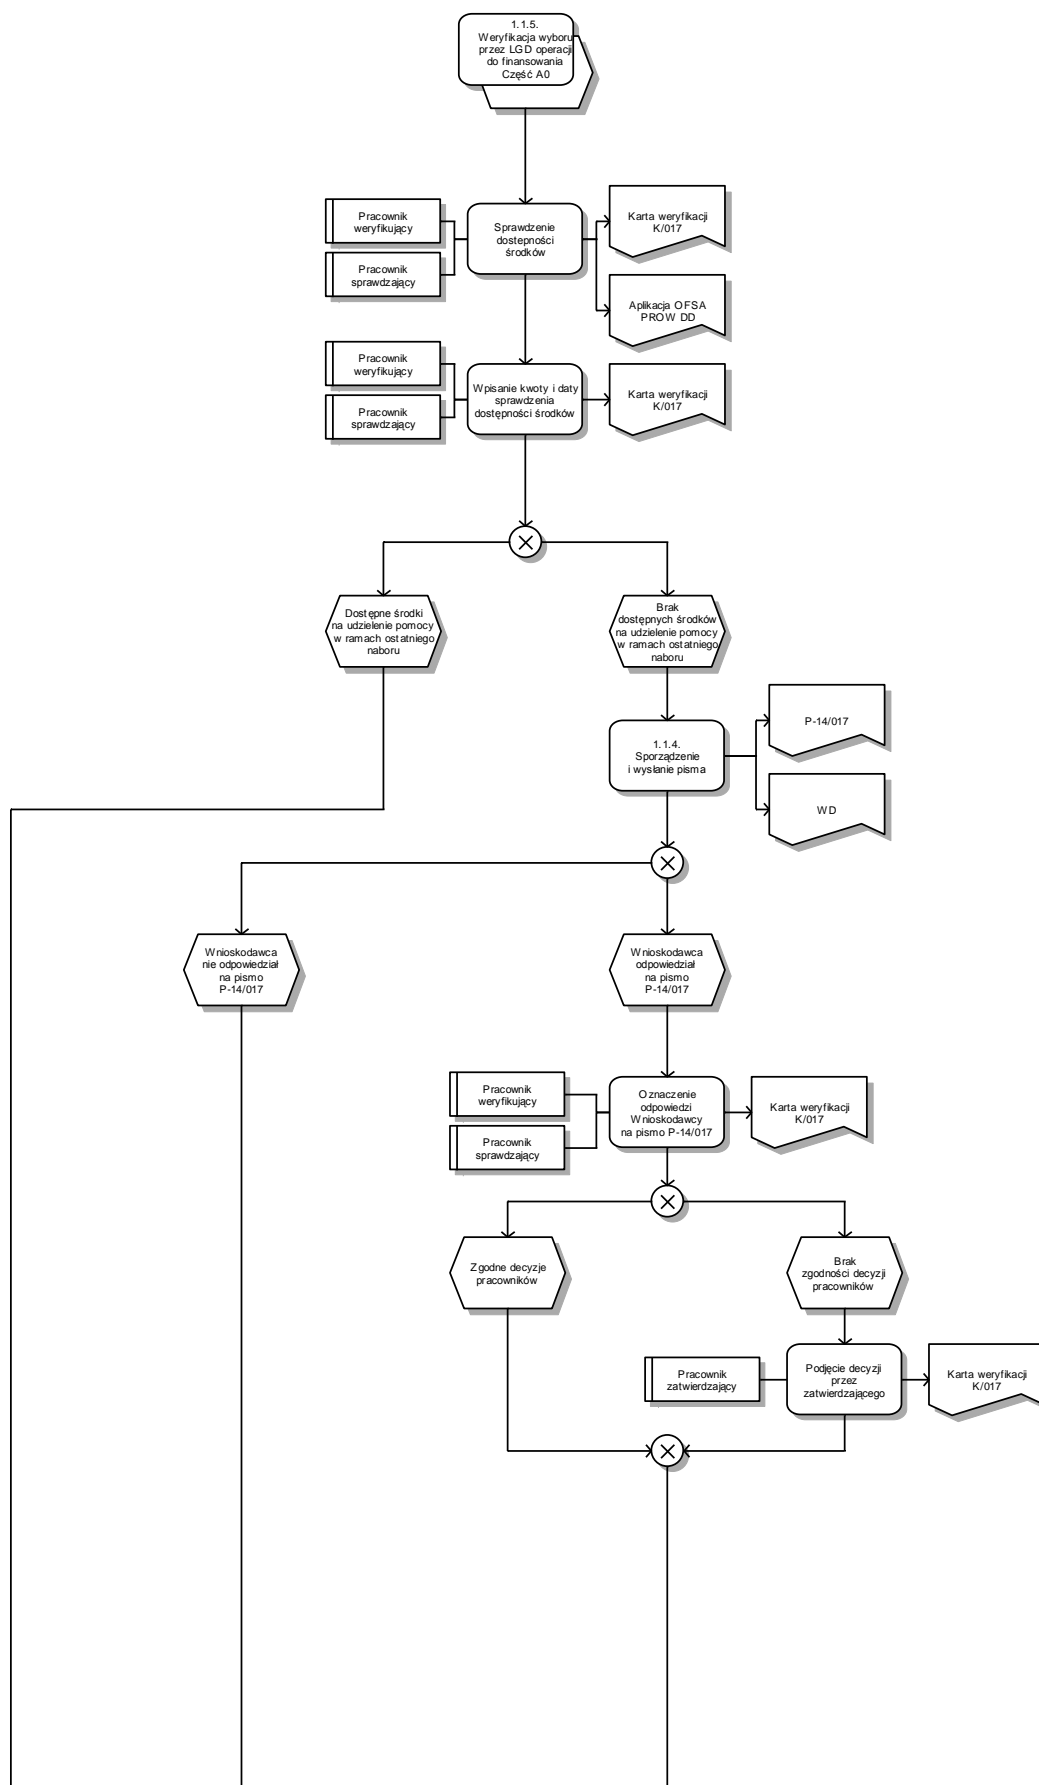 1.1.5.
Weryfikacja wyboru
przez LGD operacji
do finansowania
Część A0
Pracownik
weryfikujący
Pracownik
sprawdzający
Sprawdzenie
dostepności
środków
Karta weryfikacji
K/017
Aplikacja OFSA
PROW DD
Pracownik
weryfikujący
Pracownik
sprawdzający
Wpisanie kwoty i daty
sprawdzenia
dostępności środków
Karta weryfikacji
K/017
Dostępne środki
na udzielenie pomocy
w ramach ostatniego
naboru
Brak
dostępnych środków
na udzielenie pomocy
w ramach ostatniego
naboru
1.1.4.
Sporządzenie
i wysłanie pisma
P-14/017
WD
Wnioskodawca
nie odpowiedział
na pismo
P-14/017
Wnioskodawca
odpowiedział
na pismo
P-14/017
Pracownik
weryfikujący
Pracownik
sprawdzający
Oznaczenie
odpowiedzi
Wnioskodawcy
na pismo P-14/017
Karta weryfikacji
K/017
Zgodne decyzje
pracowników
Brak
zgodności decyzji
pracowników
Pracownik
zatwierdzający
Podjęcie decyzji
przez
zatwierdzającego
Karta weryfikacji
K/017